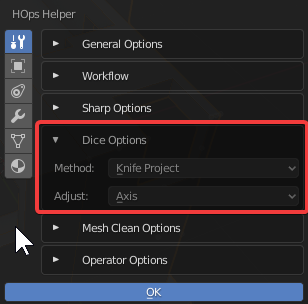 HOps Helper
General Options
Workflow
Sharp Options
Dice Options
Method: Knife Project
Adjust: Axis
Mesh Clean Options
Operator Options
OK